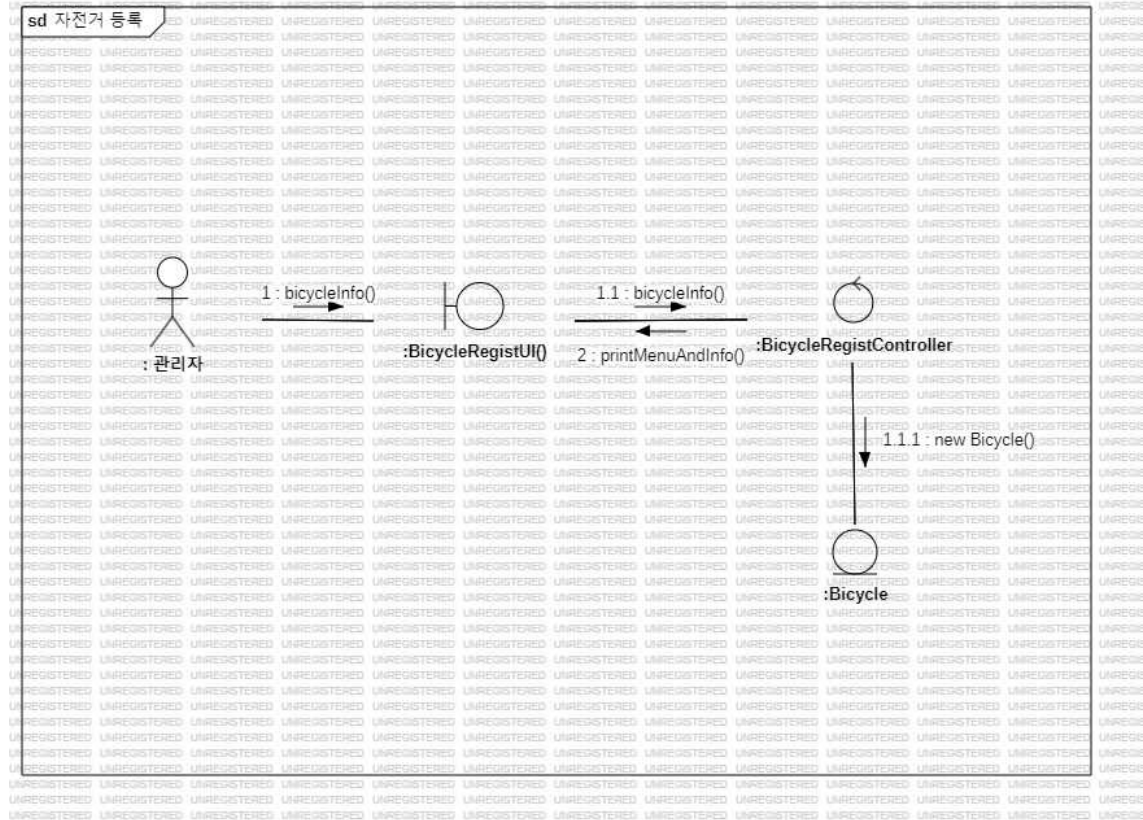 sd 자전거 등록
1 : bicycleInfo()
1.1 : bicycleInfo()
:BicycleRegistUI()
2 : printMenuAndInfo()
:BicycleRegistController
: 관리자
1.1.1 : new Bicycle()
:Bicycle
UNREGISTERED